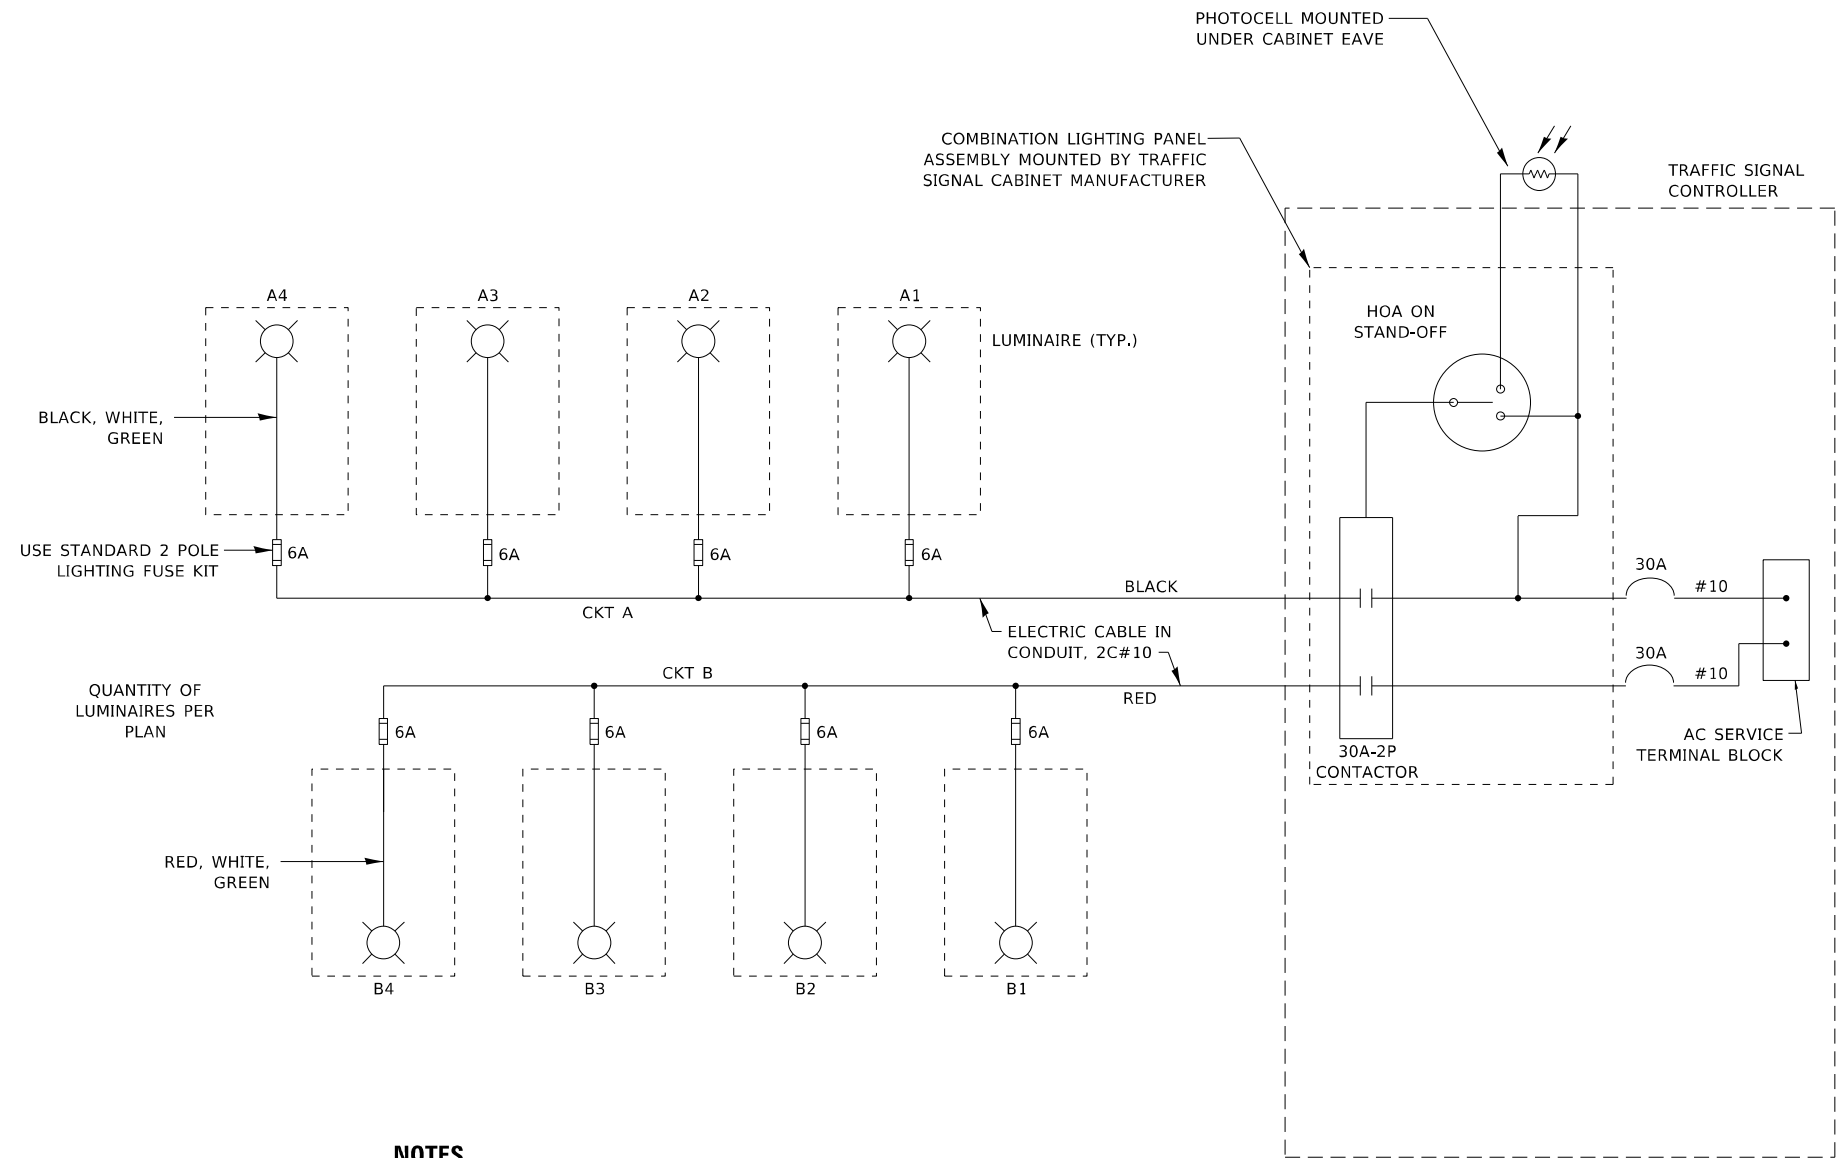 PHOTOCELL MOUNTED
UNDER CABINET EAVE
COMBINATION LIGHTING PANEL
ASSEMBLY MOUNTED BY TRAFFIC
SIGNAL CABINET MANUFACTURER
TRAFFIC SIGNAL
CONTROLLER
A4
A3
A2
A1
HOA ON
STAND-OFF
LUMINAIRE (TYP.)
BLACK, WHITE,
GREEN
USE STANDARD 2 POLE
LIGHTING FUSE KIT
6A
6A
6A
6A
30A
#10
BLACK
CKT A
ELECTRIC CABLE IN
CONDUIT, 2C#10
30A
#10
CKT B
RED
QUANTITY OF
LUMINAIRES PER
PLAN
6A
6A
6A
6A
30A-2P
CONTACTOR
AC SERVICE
TERMINAL BLOCK
RED, WHITE,
GREEN
B4
B3
B2
B1
NOTES